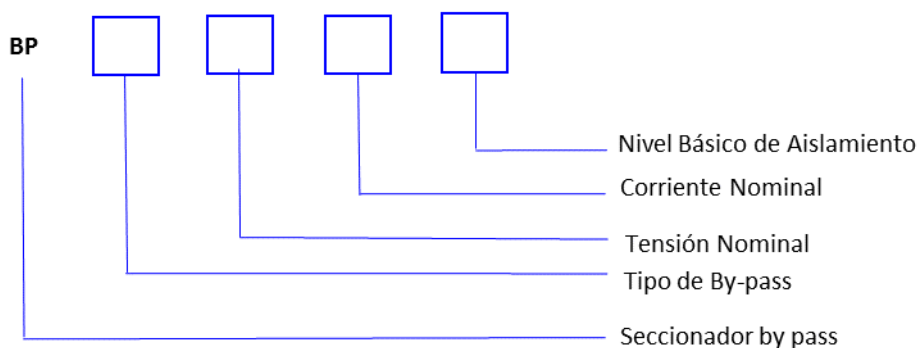 BP
Nivel Básico de Aislamiento
Corriente Nominal
Tensión Nominal
Tipo de By-pass
Seccionador by pass